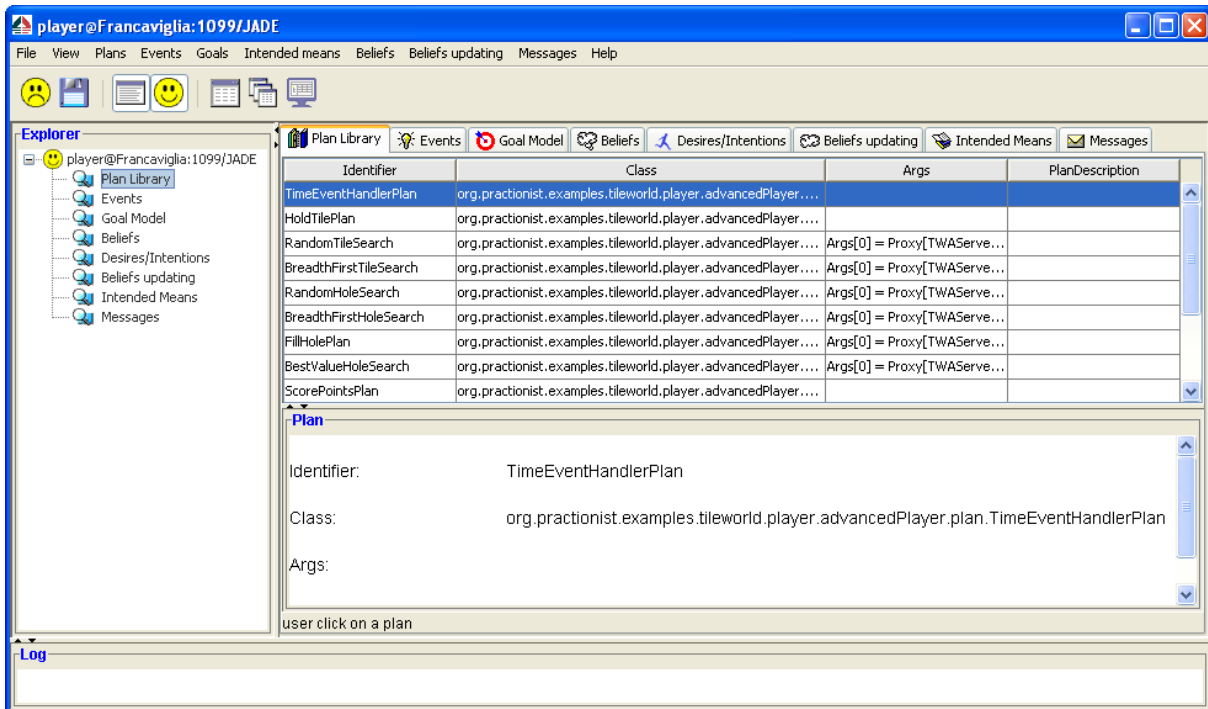 player@Francaviglia:1099/JADE
File View Plans Events Goals Intended means Beliefs Beliefs updating Messages Help
Explorer
player@Francaviglia:1099/JADE
Plan Library
Events
Goal Model
Beliefs
Desires/Intentions
Beliefs updating
Intended Means
Messages
Plan Library Events Goal Model Beliefs Desires/Intentions Beliefs updating Intended Means Messages
Identifier Class Args PlanDescription
TimeEventHandlerPlan org.practionist.examples.tileworld.player.advancedPlayer....
HoldTilePlan org.practionist.examples.tileworld.player.advancedPlayer....
RandomTileSearch org.practionist.examples.tileworld.player.advancedPlayer.... Args[0] = Proxy[TWAServe...
BreadthFirstTileSearch org.practionist.examples.tileworld.player.advancedPlayer.... Args[0] = Proxy[TWAServe...
RandomHoleSearch org.practionist.examples.tileworld.player.advancedPlayer.... Args[0] = Proxy[TWAServe...
BreadthFirstHoleSearch org.practionist.examples.tileworld.player.advancedPlayer.... Args[0] = Proxy[TWAServe...
FillHolePlan org.practionist.examples.tileworld.player.advancedPlayer.... Args[0] = Proxy[TWAServe...
BestValueHoleSearch org.practionist.examples.tileworld.player.advancedPlayer.... Args[0] = Proxy[TWAServe...
ScorePointsPlan org.practionist.examples.tileworld.player.advancedPlayer....
Plan
Identifier: TimeEventHandlerPlan
Class: org.practionist.examples.tileworld.player.advancedPlayer.plan.TimeEventHandlerPlan
Args:
user click on a plan
Log